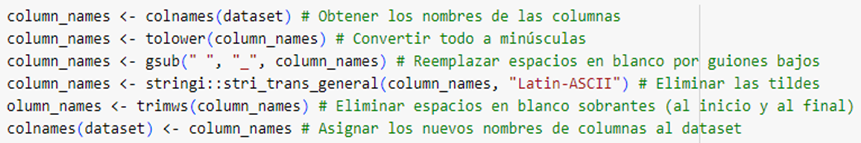 column_names <- colnames(dataset) # Obtener los nombres de las columnas
column_names <- tolower(column_names) # Convertir todo a minúsculas
column_names <- gsub(" ", "_", column_names) # Reemplazar espacios en blanco por guiones bajos
column_names <- stringi::stri_trans_general(column_names, "Latin-ASCII") # Eliminar las tildes
olumn_names <- trimws(column_names) # Eliminar espacios en blanco sobrantes (al inicio y al final)
colnames(dataset) <- column_names # Asignar los nuevos nombres de columnas al dataset